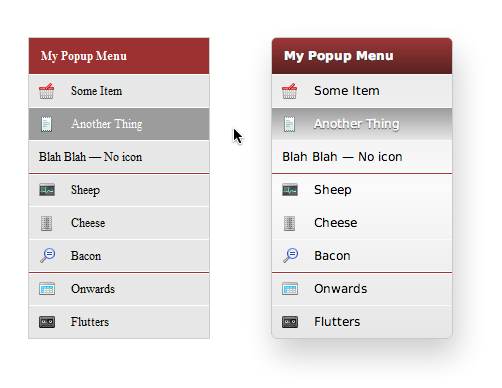 My Popup Menu
Some Item
Another Thing
Blah Blah — No icon
Sheep
Cheese
Bacon
Onwards
Flutters
My Popup Menu
Some Item
Another Thing
Blah Blah — No icon
Sheep
Cheese
Bacon
Onwards
Flutters